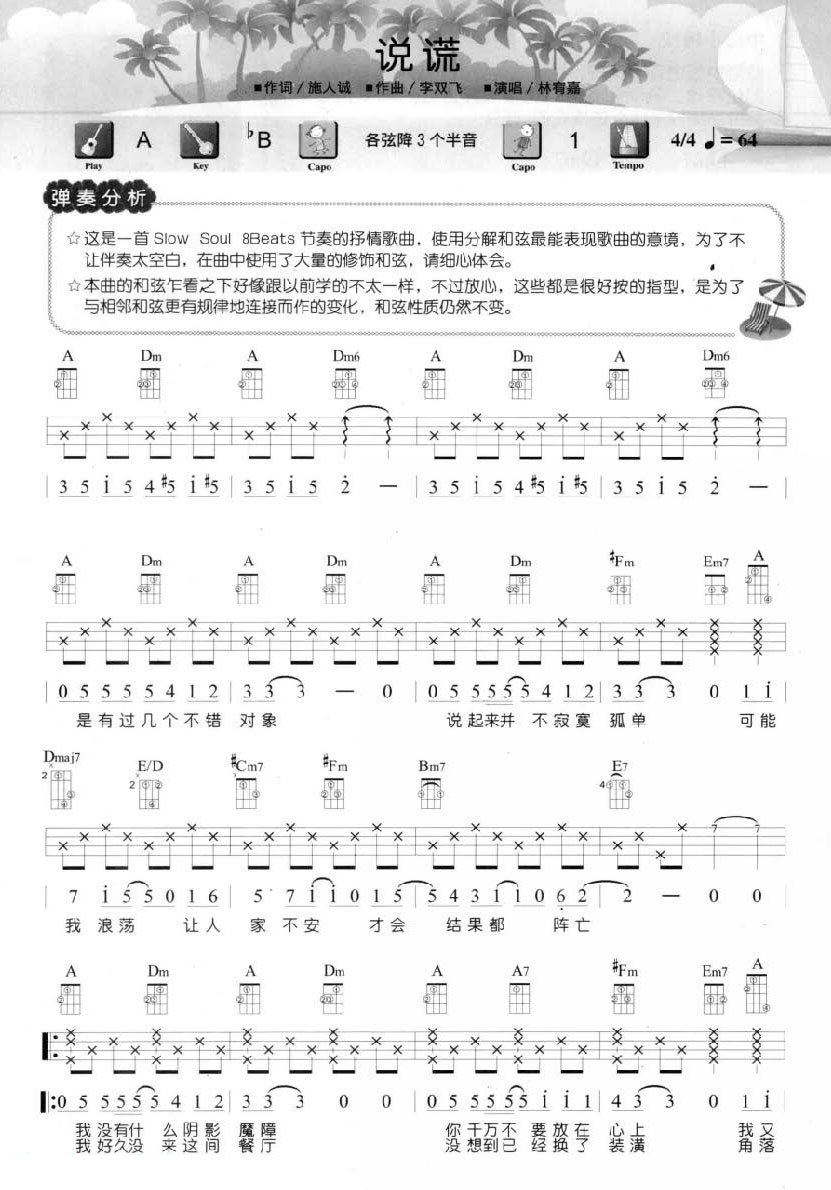 说谎
■作词/施人诚 ■作曲/李双飞 ■演唱/林宥嘉
Play A Key ♭B Capo 各弦降3个半音 Capo 1 Tempo 4/4 ♩=64
弹奏分析
☆这是一首Slow Soul 8Beats节奏的抒情歌曲，使用分解和弦最能表现歌曲的意境，为了不
让伴奏太空白，在曲中使用了大量的修饰和弦，请细心体会。
☆本曲的和弦乍看之下好像跟以前学的不太一样，不过放心，这些都是很好按的指型，是为了
与相邻和弦更有规律地连接而作的变化，和弦性质仍然不变。
A Dm A Dm6 A Dm A Dm6
| 3 5 i 5 4 #5 i #5 | 3 5 i 5 2̇ — | 3 5 i 5 4 #5 i #5 | 3 5 i 5 2̇ — |
A Dm A Dm A Dm #Fm Em7 A
| 0 5 5 5 5 4 1 2 | 3 3 3 — 0 | 0 5 5 5 5 5 4 1 2 | 3 3 3 0 1 i |
是有过几个不错 对象 说起来并 不寂寞 孤单 可能
Dmaj7 E/D #Cm7 #Fm Bm7 E7
2 2 4
| 7 i 5 5 0 1 6 | 5 7 i i 0 1 5 | 5 4 3 i i 0 6̣ 2 | 2 — 0 0 |
我 浪荡 让人 家 不安 才会 结果都 阵亡
A Dm A Dm A A7 #Fm Em7 A
|: 0 5 5 5 5 5 4 1 2 | 3 3 3 0 0 | 0 5 5 5 5 5 i i 1 | 4 3 3 0 1 i |
我没有什 么阴影 魔障 你千万不 要放在 心上 我又
我好久没 来这间 餐厅 没想到已 经换了 装潢 角落